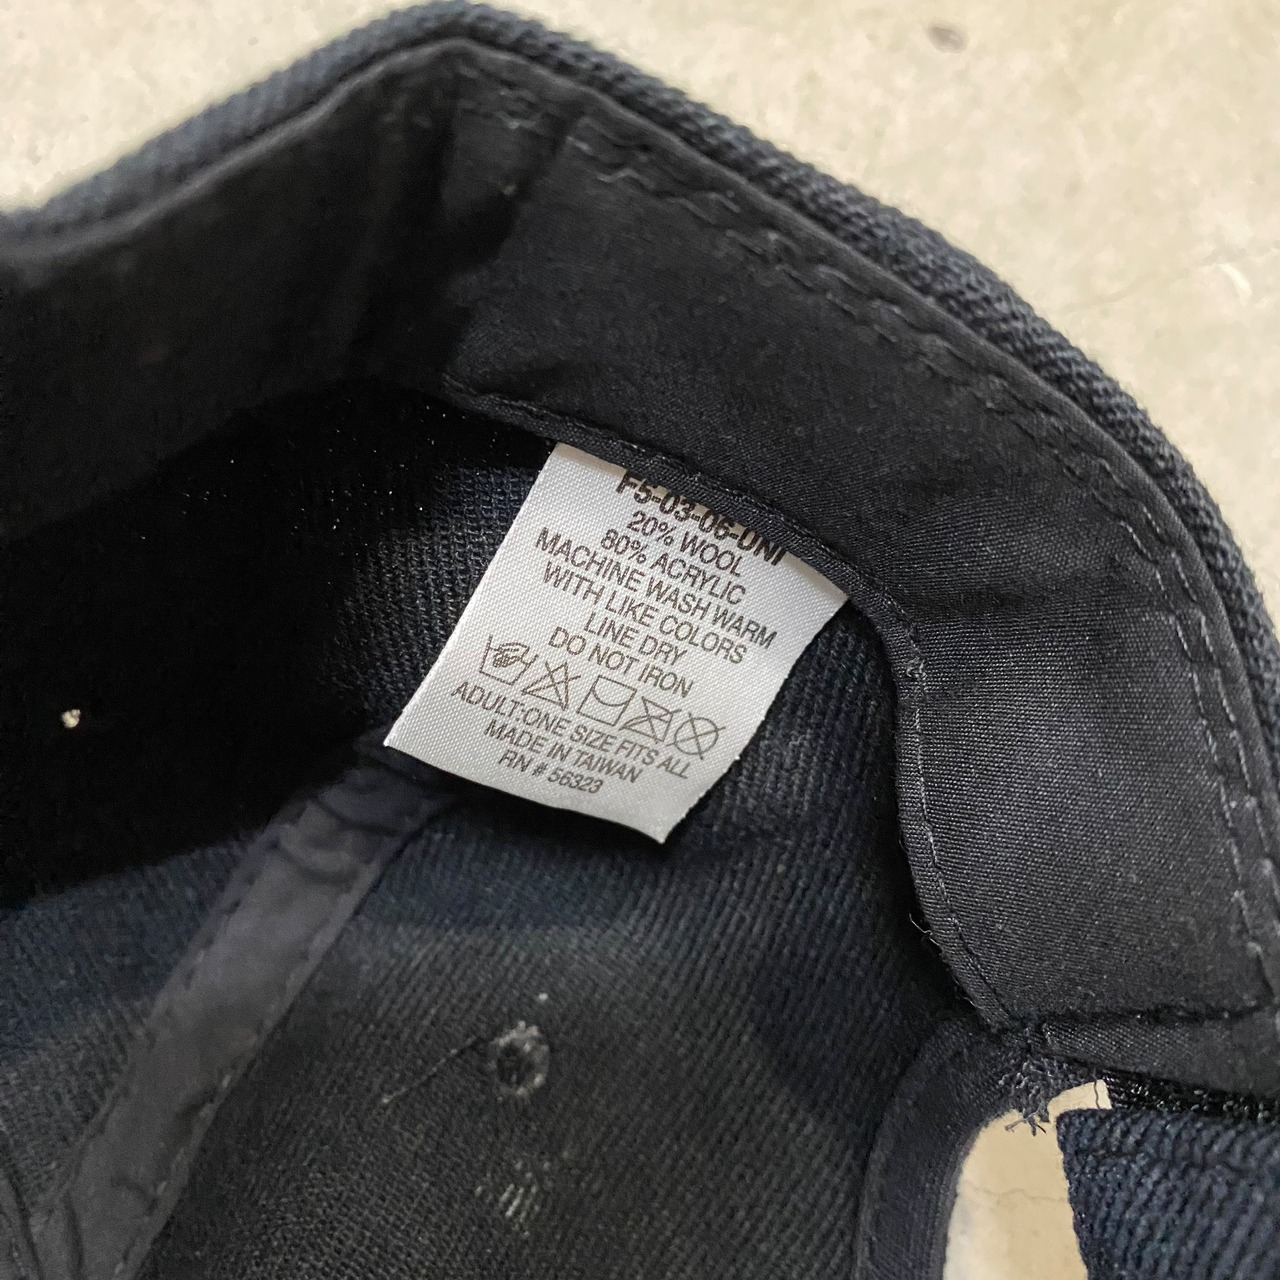 F5-03-06-UNI
20% WOOL
80% ACRYLIC
MACHINE WASH WARM
WITH LIKE COLORS
LINE DRY
DO NOT IRON
ADULT:ONE SIZE FITS ALL
MADE IN TAIWAN
RN # 56323